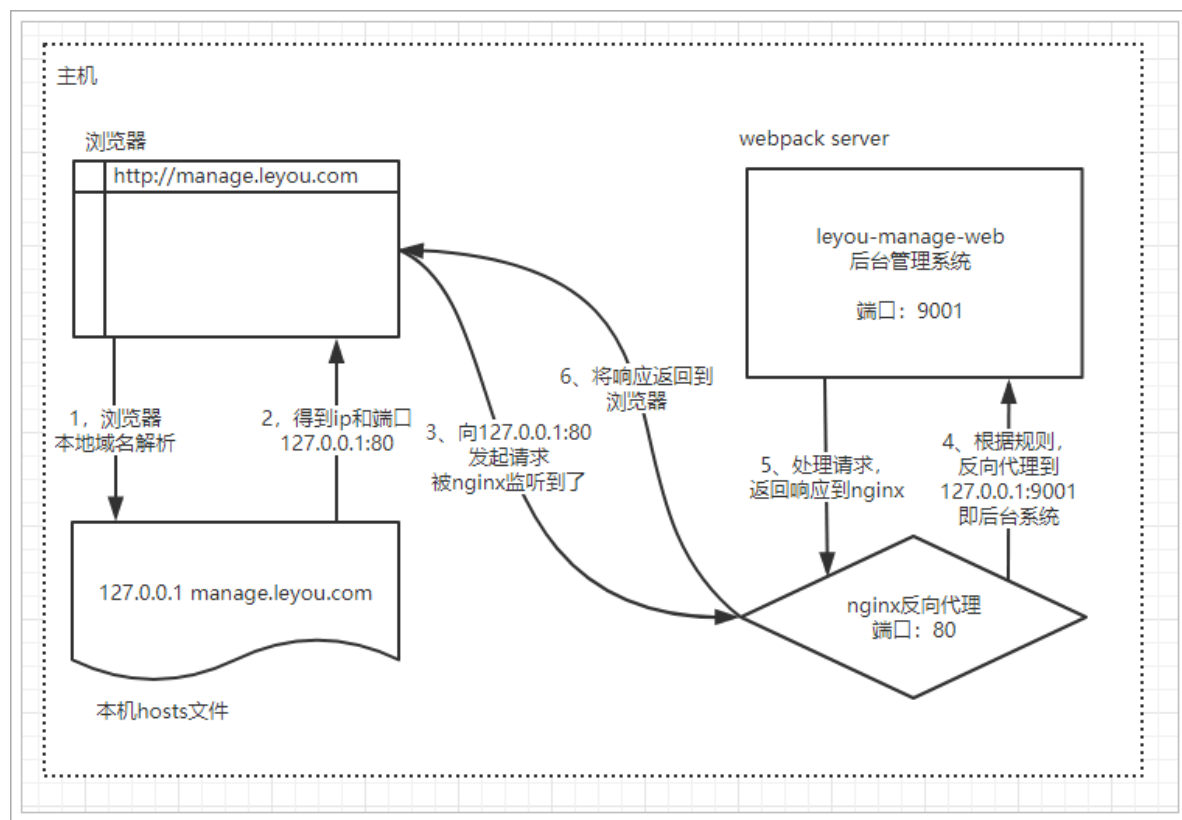 主机
浏览器
http://manage.leyou.com
webpack server
leyou-manage-web
后台管理系统
端口：9001
1，浏览器
本地域名解析
2，得到ip和端口
127.0.0.1:80
3、向127.0.0.1:80
发起请求
被nginx监听到了
6、将响应返回到
浏览器
5、处理请求，
返回响应到nginx
4、根据规则，
反向代理到
127.0.0.1:9001
即后台系统
127.0.0.1 manage.leyou.com
本机hosts文件
nginx反向代理
端口：80